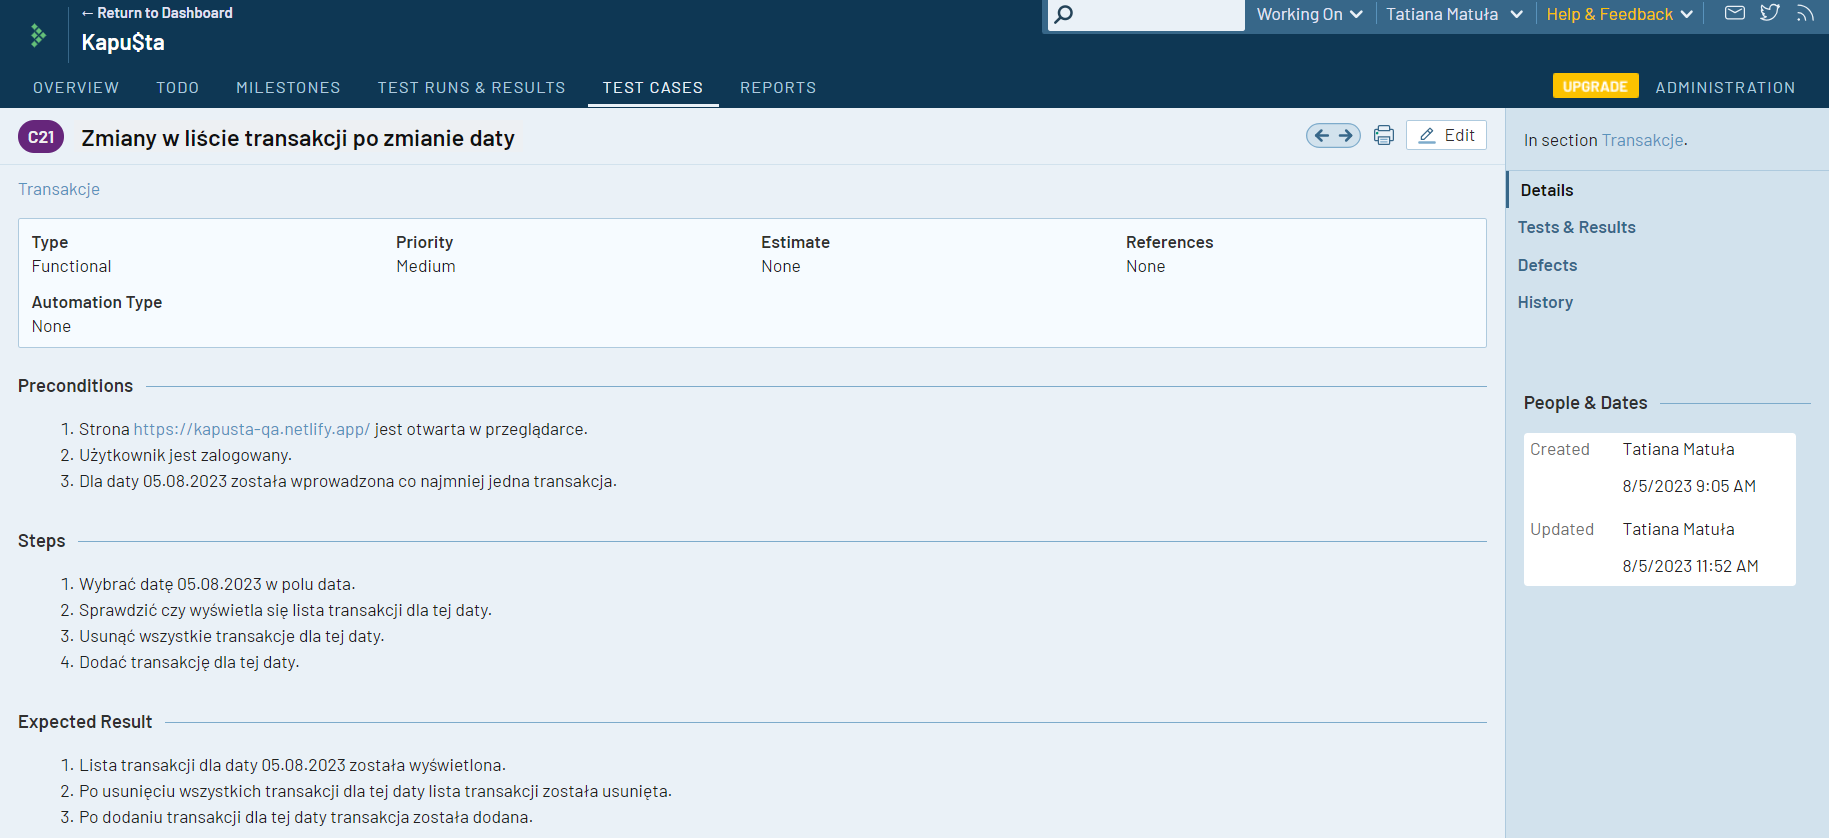 ← Return to Dashboard
Kapu$ta
Working On
Tatiana Matuła
Help & Feedback
OVERVIEW
TODO
MILESTONES
TEST RUNS & RESULTS
TEST CASES
REPORTS
UPGRADE
ADMINISTRATION
C21
Zmiany w liście transakcji po zmianie daty
Edit
Transakcje
Type
Functional
Priority
Medium
Estimate
None
References
None
Automation Type
None
Preconditions
1. Strona https://kapusta-qa.netlify.app/ jest otwarta w przeglądarce.
2. Użytkownik jest zalogowany.
3. Dla daty 05.08.2023 została wprowadzona co najmniej jedna transakcja.
Steps
1. Wybrać datę 05.08.2023 w polu data.
2. Sprawdzić czy wyświetla się lista transakcji dla tej daty.
3. Usunąć wszystkie transakcje dla tej daty.
4. Dodać transakcję dla tej daty.
Expected Result
1. Lista transakcji dla daty 05.08.2023 została wyświetlona.
2. Po usunięciu wszystkich transakcji dla tej daty lista transakcji została usunięta.
3. Po dodaniu transakcji dla tej daty transakcja została dodana.
In section Transakcje.
Details
Tests & Results
Defects
History
People & Dates
Created
Tatiana Matuła
8/5/2023 9:05 AM
Updated
Tatiana Matuła
8/5/2023 11:52 AM